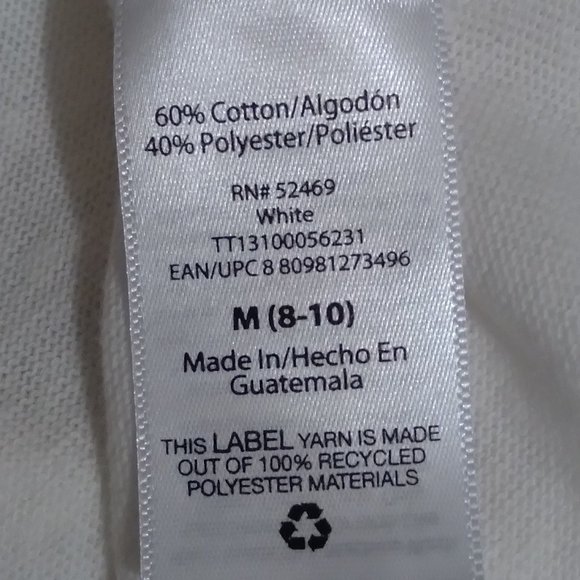 60% Cotton/Algodón
40% Polyester/Poliéster
RN# 52469
White
TT13100056231
EAN/UPC 8 80981273496
M (8-10)
Made In/Hecho En
Guatemala
THIS LABEL YARN IS MADE
OUT OF 100% RECYCLED
POLYESTER MATERIALS